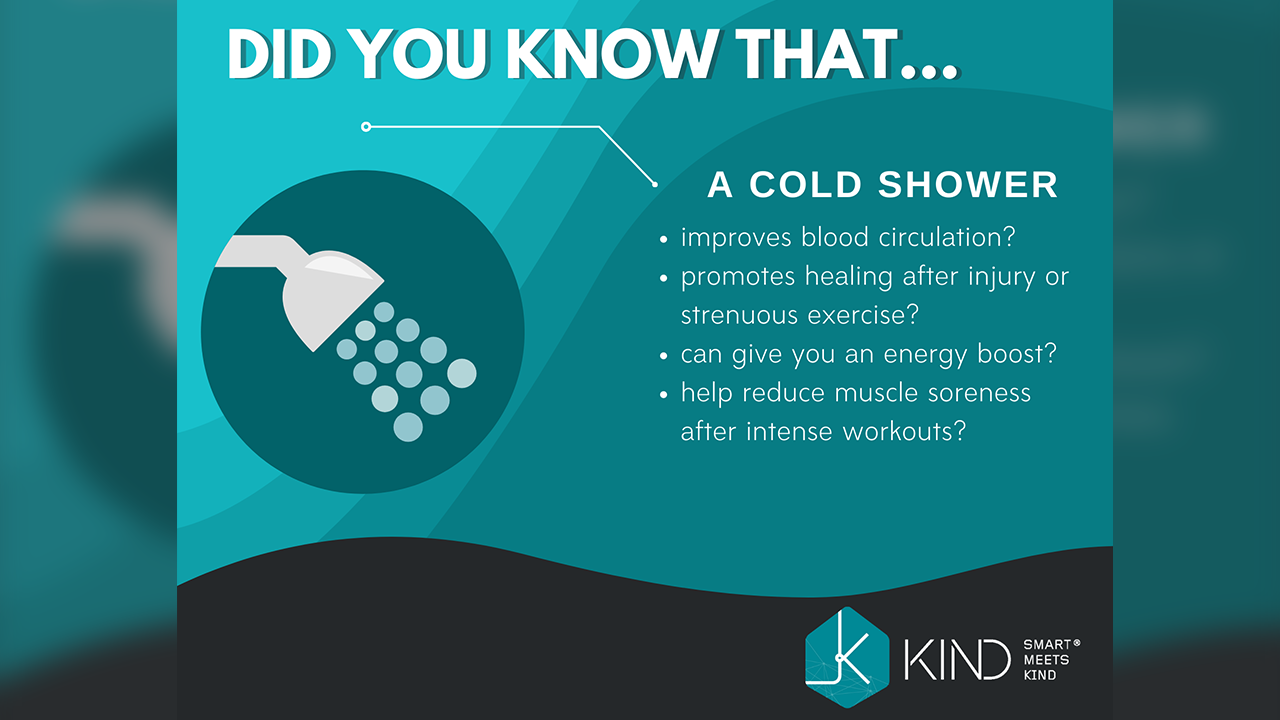 DID YOU KNOW THAT...
A COLD SHOWER
• improves blood circulation?
• promotes healing after injury or
strenuous exercise?
• can give you an energy boost?
• help reduce muscle soreness
after intense workouts?
K KIND
SMART®
MEETS
KIND